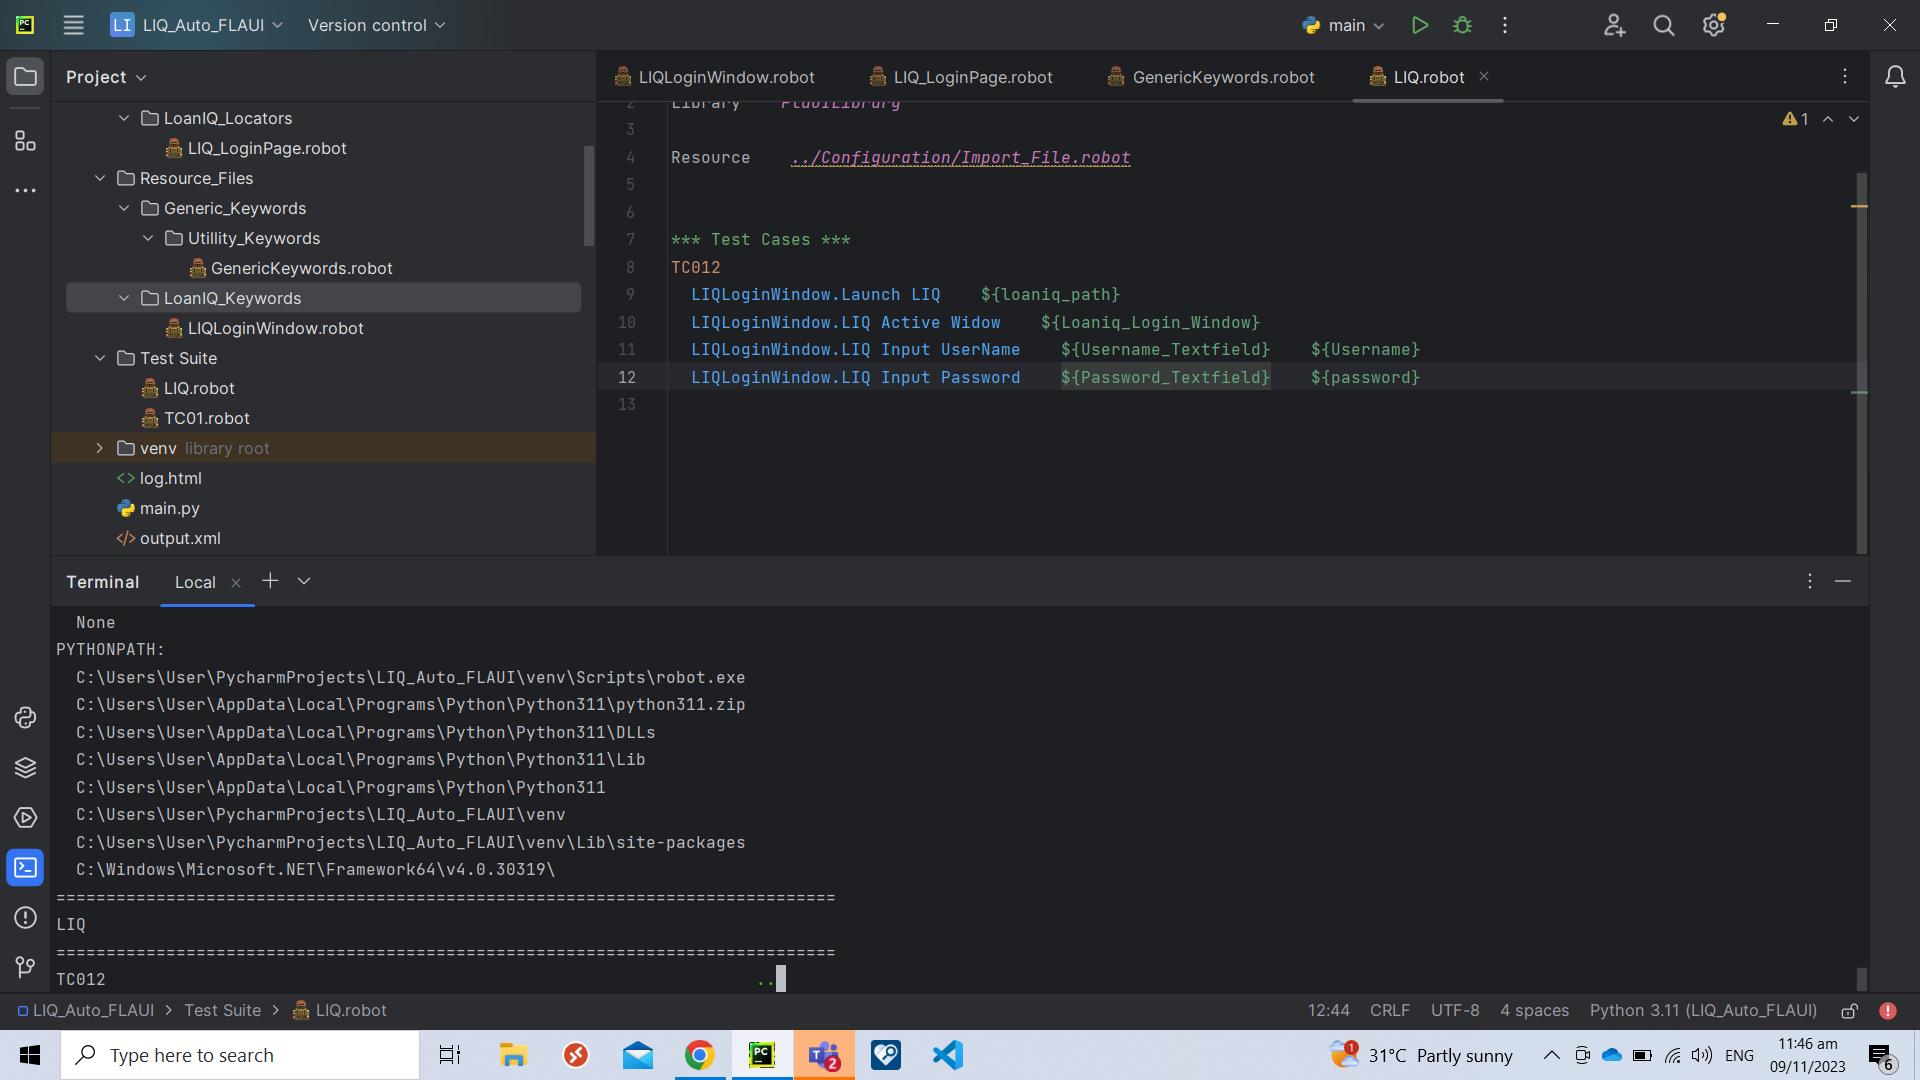 LI LIQ_Auto_FLAUI Version control main
Project
LoanIQ_Locators
LIQ_LoginPage.robot
Resource_Files
Generic_Keywords
Utillity_Keywords
GenericKeywords.robot
LoanIQ_Keywords
LIQLoginWindow.robot
Test Suite
LIQ.robot
TC01.robot
venv library root
log.html
main.py
output.xml
LIQLoginWindow.robot LIQ_LoginPage.robot GenericKeywords.robot LIQ.robot
2 Library FlaUILibrary
1
3
4 Resource ../Configuration/Import_File.robot
5
6
7 *** Test Cases ***
8 TC012
9 LIQLoginWindow.Launch LIQ ${loaniq_path}
10 LIQLoginWindow.LIQ Active Widow ${Loaniq_Login_Window}
11 LIQLoginWindow.LIQ Input UserName ${Username_Textfield} ${Username}
12 LIQLoginWindow.LIQ Input Password ${Password_Textfield} ${password}
13
Terminal Local
None
PYTHONPATH:
C:\Users\User\PycharmProjects\LIQ_Auto_FLAUI\venv\Scripts\robot.exe
C:\Users\User\AppData\Local\Programs\Python\Python311\python311.zip
C:\Users\User\AppData\Local\Programs\Python\Python311\DLLs
C:\Users\User\AppData\Local\Programs\Python\Python311\Lib
C:\Users\User\AppData\Local\Programs\Python\Python311
C:\Users\User\PycharmProjects\LIQ_Auto_FLAUI\venv
C:\Users\User\PycharmProjects\LIQ_Auto_FLAUI\venv\Lib\site-packages
C:\Windows\Microsoft.NET\Framework64\v4.0.30319\
==============================================================================
LIQ
==============================================================================
TC012 ..
LIQ_Auto_FLAUI > Test Suite > LIQ.robot 12:44 CRLF UTF-8 4 spaces Python 3.11 (LIQ_Auto_FLAUI)
Type here to search 2 1 31°C Partly sunny ENG 11:46 am
09/11/2023 6